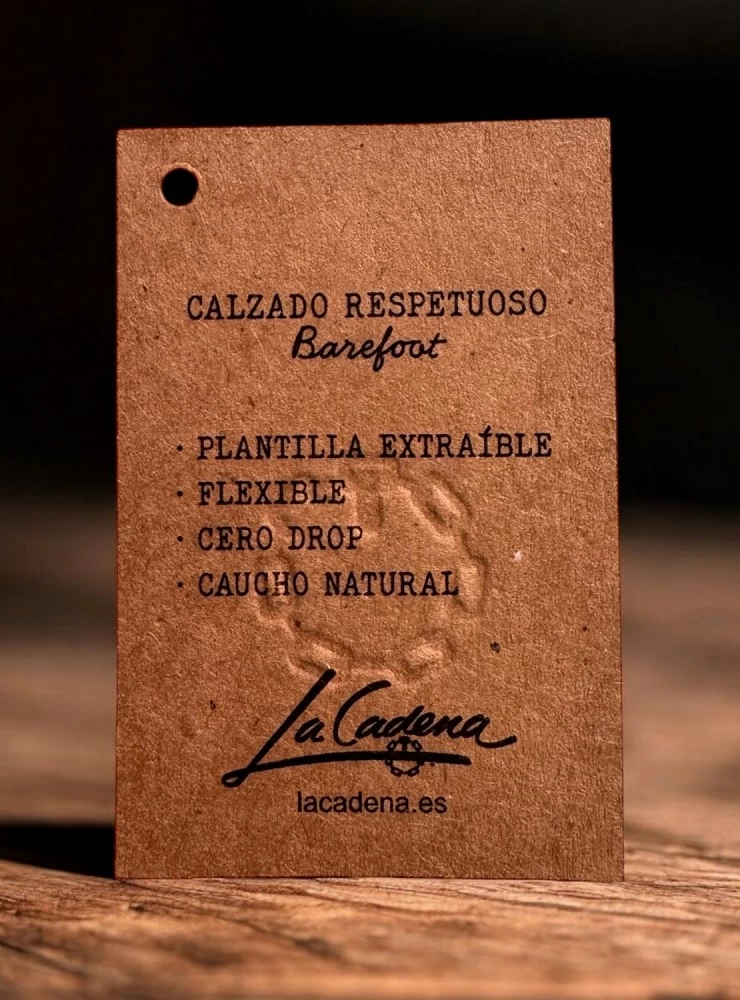 CALZADO RESPETUOSO
Barefoot
· PLANTILLA EXTRAÍBLE
· FLEXIBLE
· CERO DROP
· CAUCHO NATURAL
La Cadena
lacadena.es